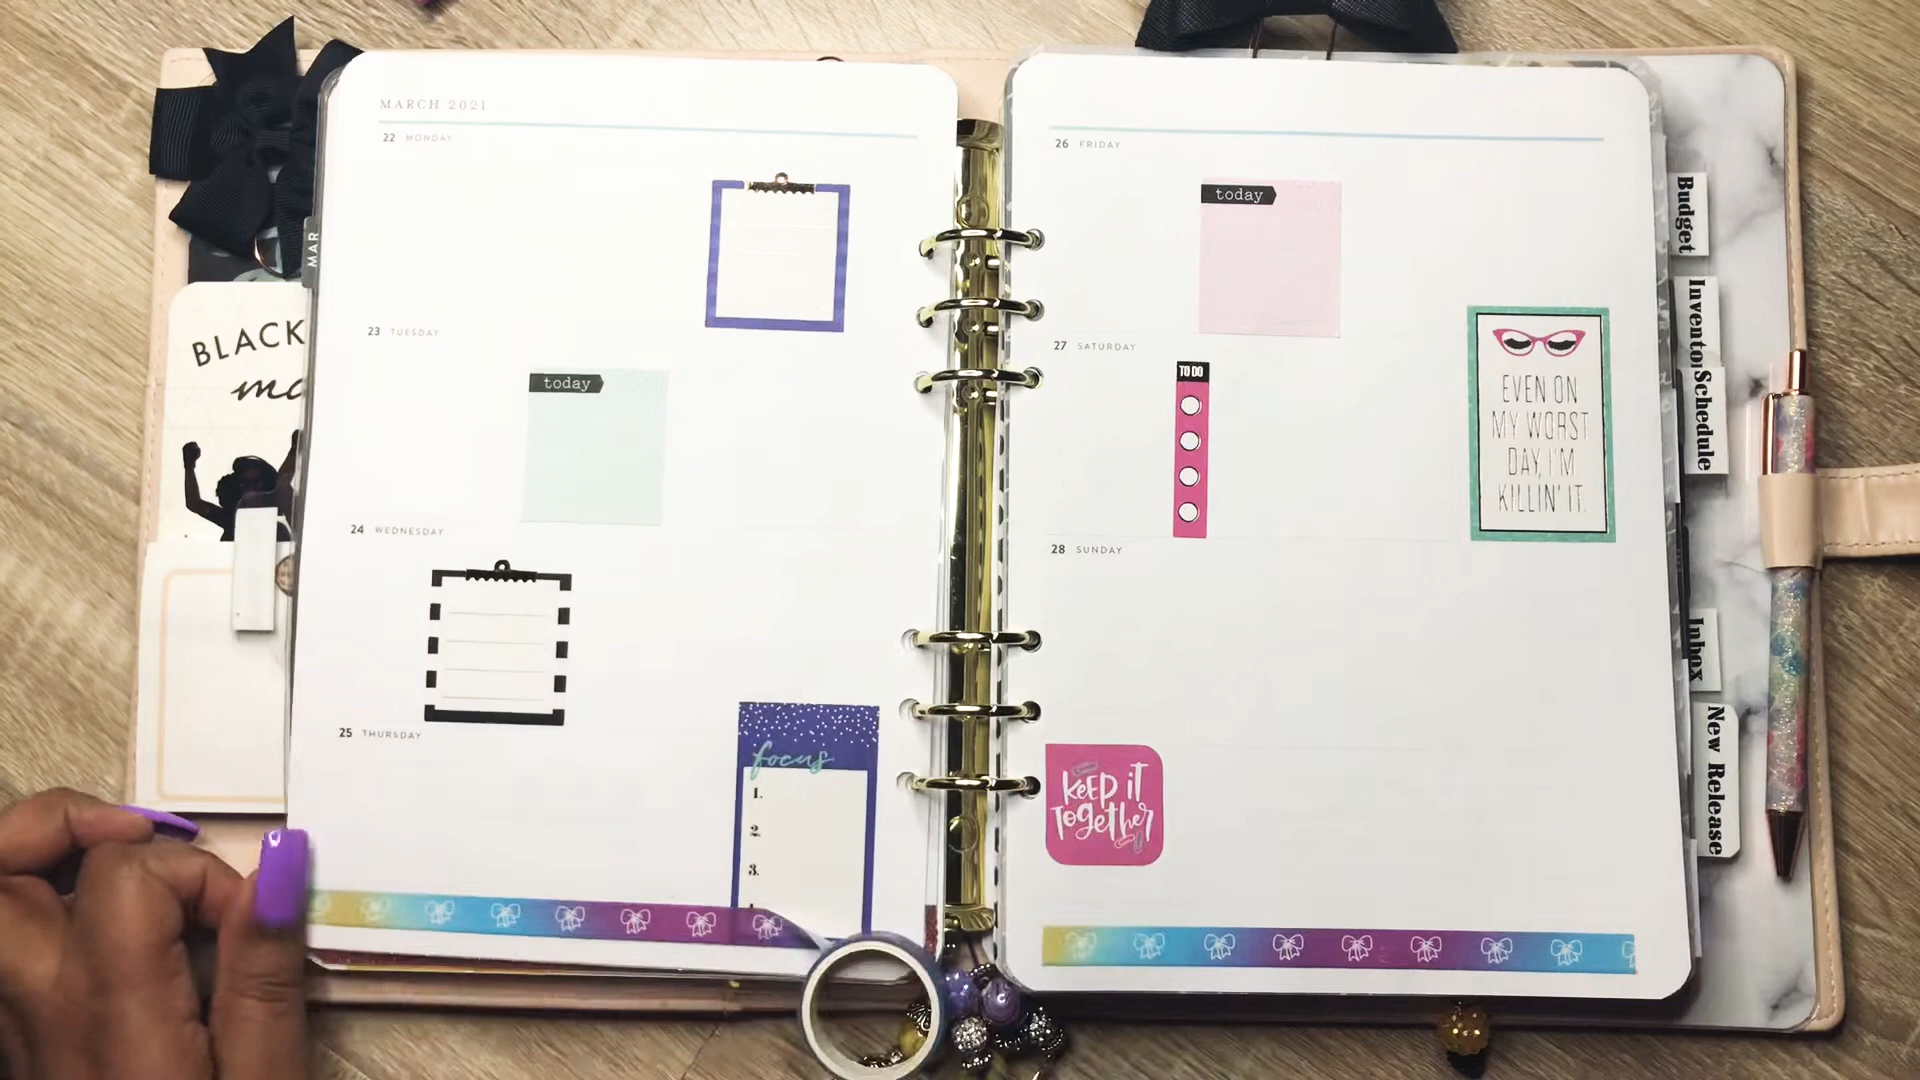 MARCH 2021
22 MONDAY
23 TUESDAY
today
24 WEDNESDAY
25 THURSDAY
focus
1.
2.
3.
MAR
BLACK
26 FRIDAY
today
27 SATURDAY
TO DO
EVEN ON
MY WORST
DAY, I'M
KILLIN' IT.
28 SUNDAY
KEEP IT
TOGETHER
Budget
Schedule
Inbox
New Release